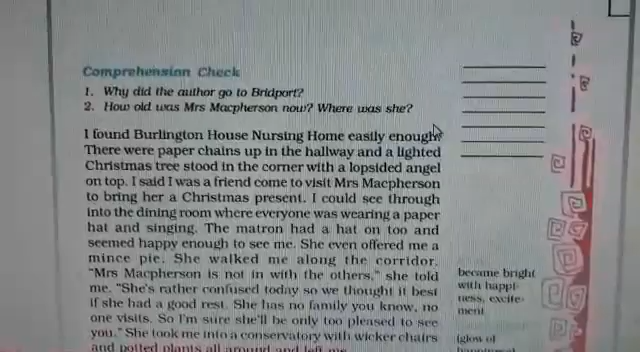 Comprehension Check
1. Why did the author go to Bridport?
2. How old was Mrs Macpherson now? Where was she?
I found Burlington House Nursing Home easily enough.
There were paper chains up in the hallway and a lighted
Christmas tree stood in the corner with a lopsided angel
on top. I said I was a friend come to visit Mrs Macpherson
to bring her a Christmas present. I could see through
into the dining room where everyone was wearing a paper
hat and singing. The matron had a hat on too and
seemed happy enough to see me. She even offered me a
mince pie. She walked me along the corridor.
"Mrs Macpherson is not in with the others," she told
me. "She's rather confused today so we thought it best
if she had a good rest. She has no family you know, no
one visits. So I'm sure she'll be only too pleased to see
you." She took me into a conservatory with wicker chairs
and potted plants all around and left me
became bright
with happi-
ness, excite-
ment
(glow of